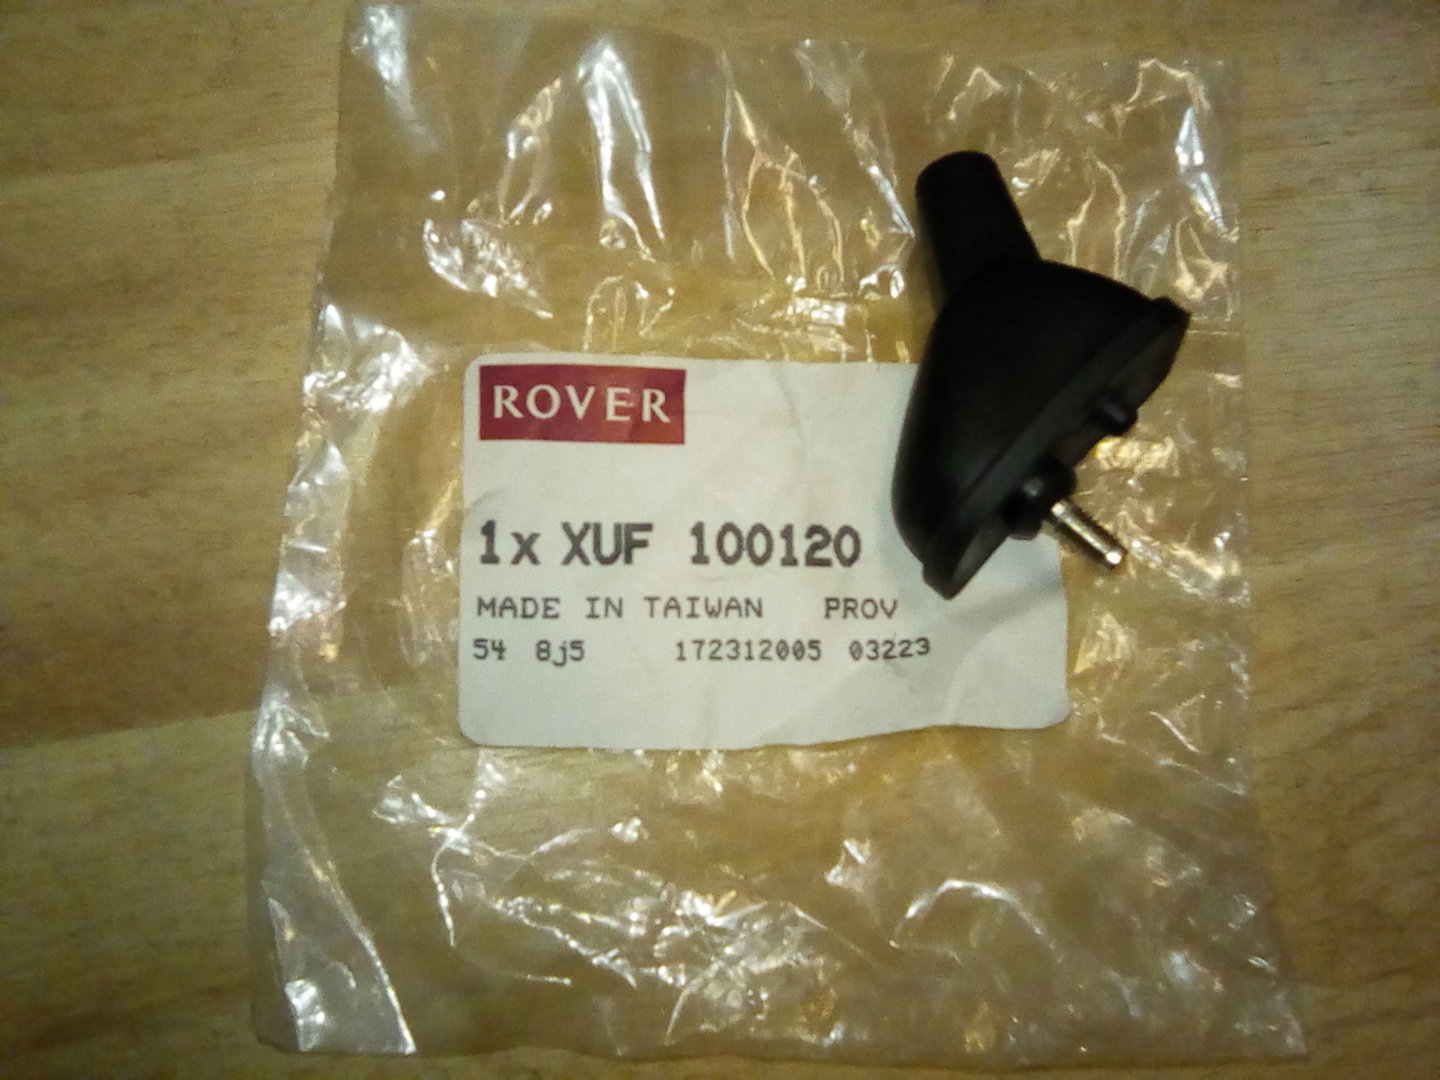 ROVER
1x XUF 100120
MADE IN TAIWAN PROV
54 8j5 172312005 03223